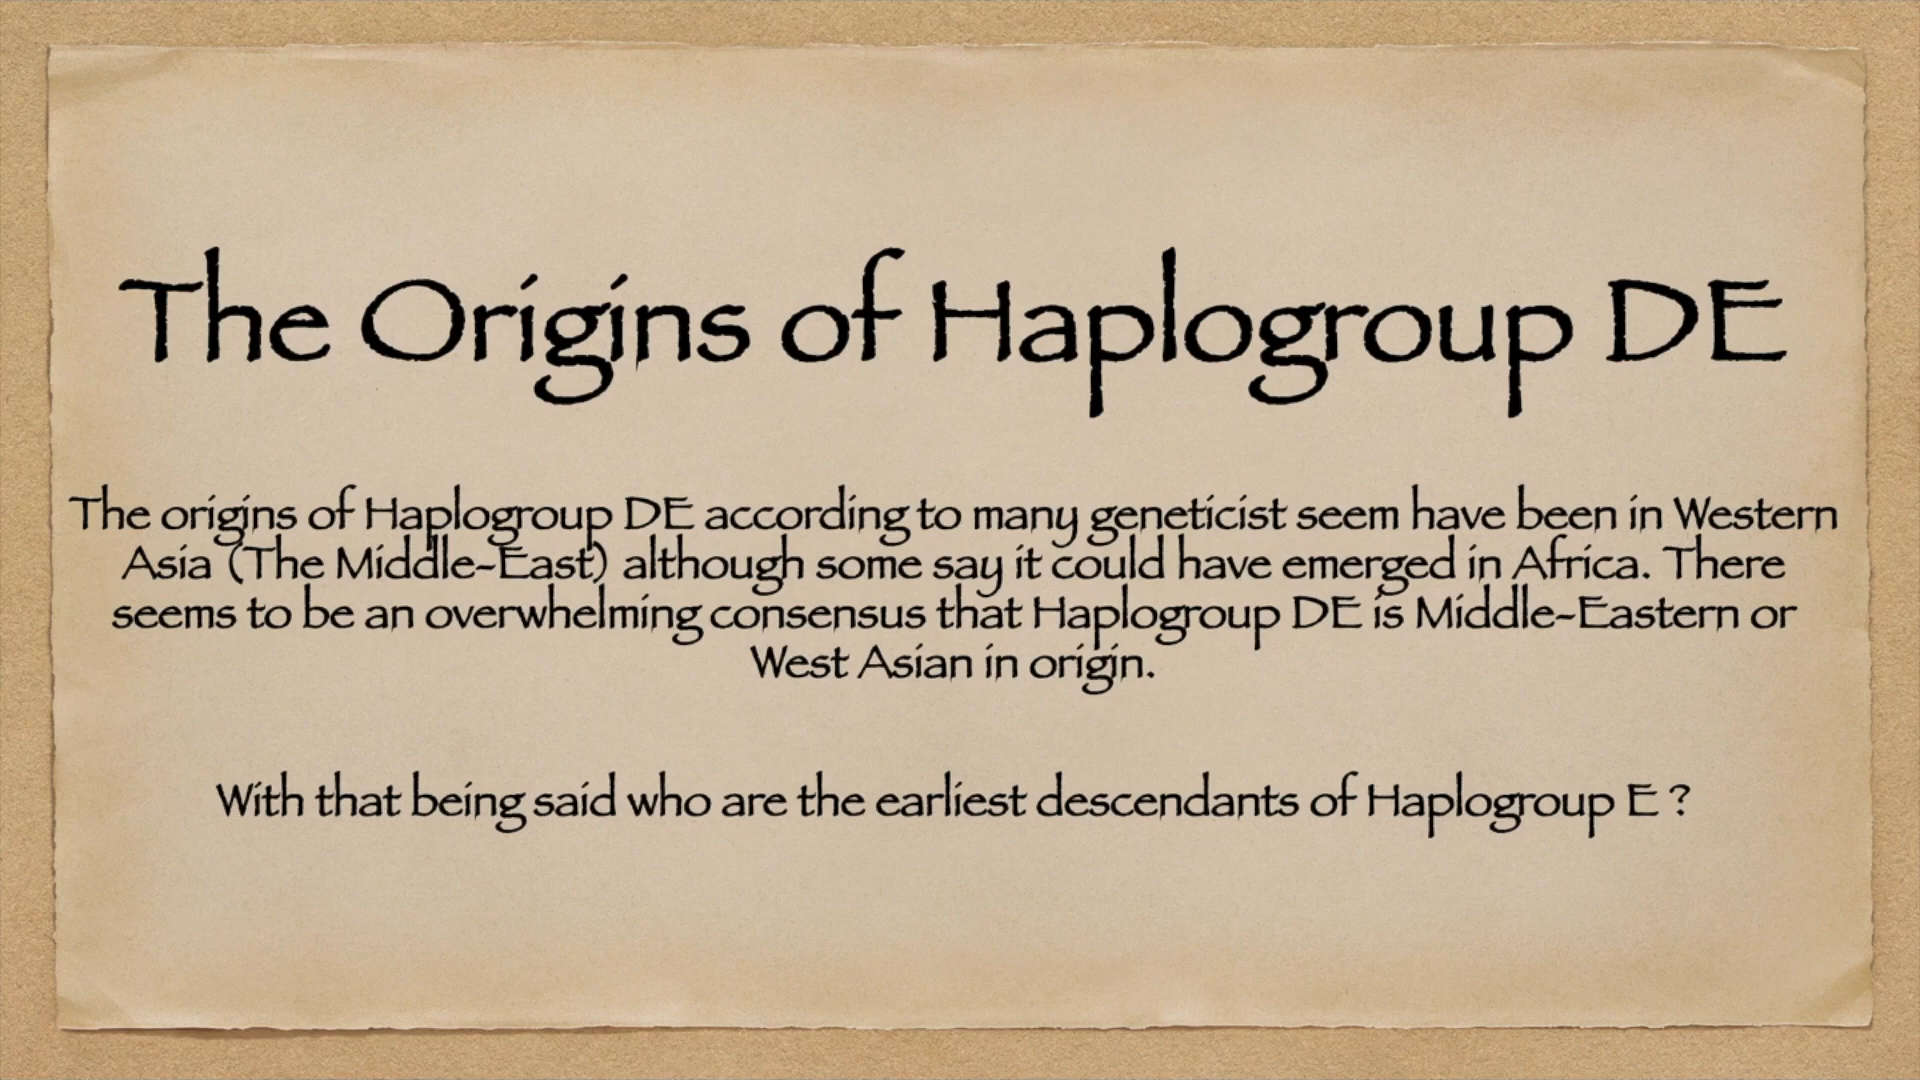 The Origins of Haplogroup DE
The origins of Haplogroup DE according to many geneticist seem have been in Western
Asia (The Middle-East) although some say it could have emerged in Africa. There
seems to be an overwhelming consensus that Haplogroup DE is Middle-Eastern or
West Asian in origin.
With that being said who are the earliest descendants of Haplogroup E ?